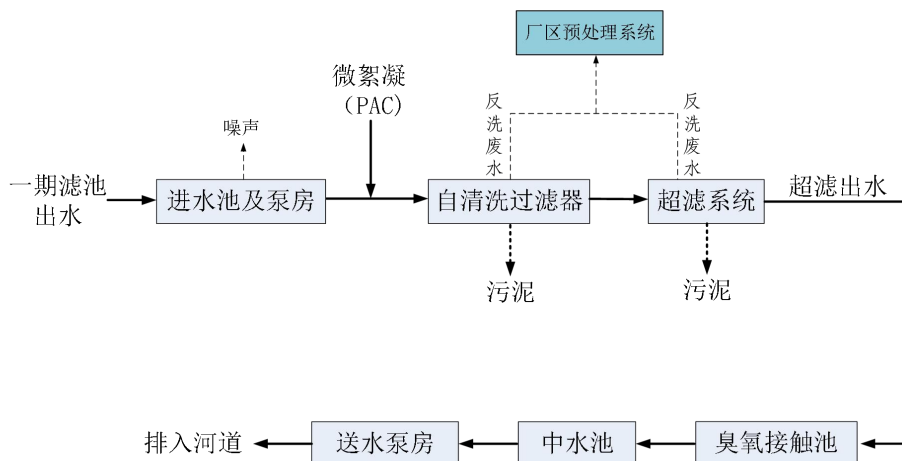 厂区预处理系统
微絮凝
（PAC）
反洗废水
反洗废水
噪声
一期滤池
出水
进水池及泵房
自清洗过滤器
超滤系统
超滤出水
污泥
污泥
排入河道
送水泵房
中水池
臭氧接触池